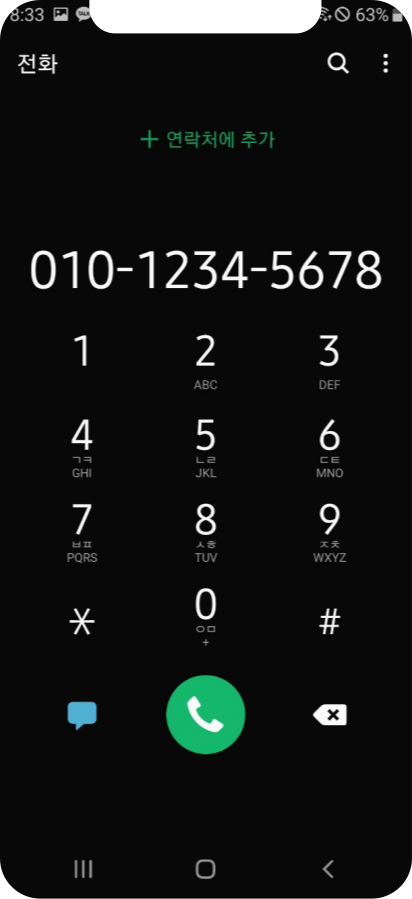 8:33 TALK 63%
전화
+ 연락처에 추가
010-1234-5678
1 2 3
ABC DEF
4 5 6
ㄱㅋ ㄴㄹ ㄷㅌ
GHI JKL MNO
7 8 9
ㅂㅍ ㅅㅎ ㅈㅊ
PQRS TUV WXYZ
* 0 #
ㅇㅁ
+